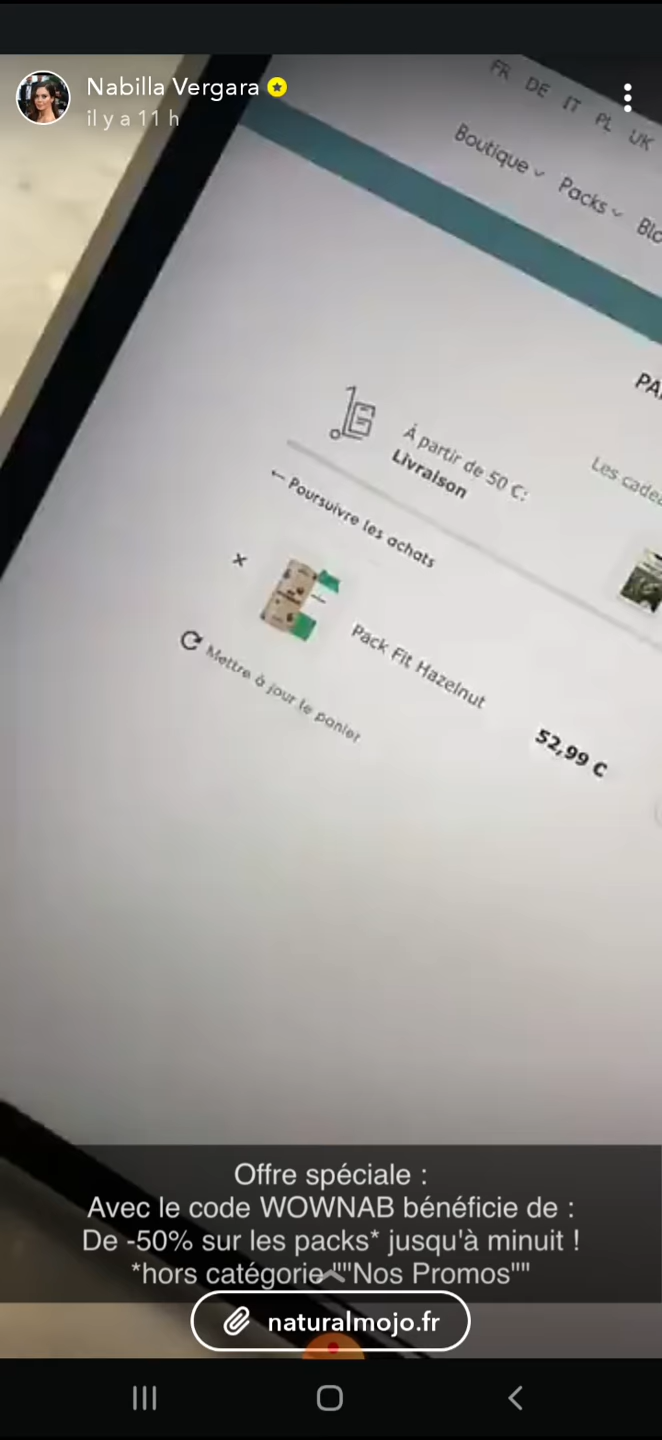 Nabilla Vergara
il y a 11 h
FR DE IT PL UK
Boutique Packs
À partir de 50 €:
Livraison
← Poursuivre les achats
×
Pack Fit Hazelnut
52,99 €
Mettre à jour le panier
Offre spéciale :
Avec le code WOWNAB bénéficie de :
De -50% sur les packs* jusqu'à minuit !
*hors catégorie ""Nos Promos""
naturalmojo.fr